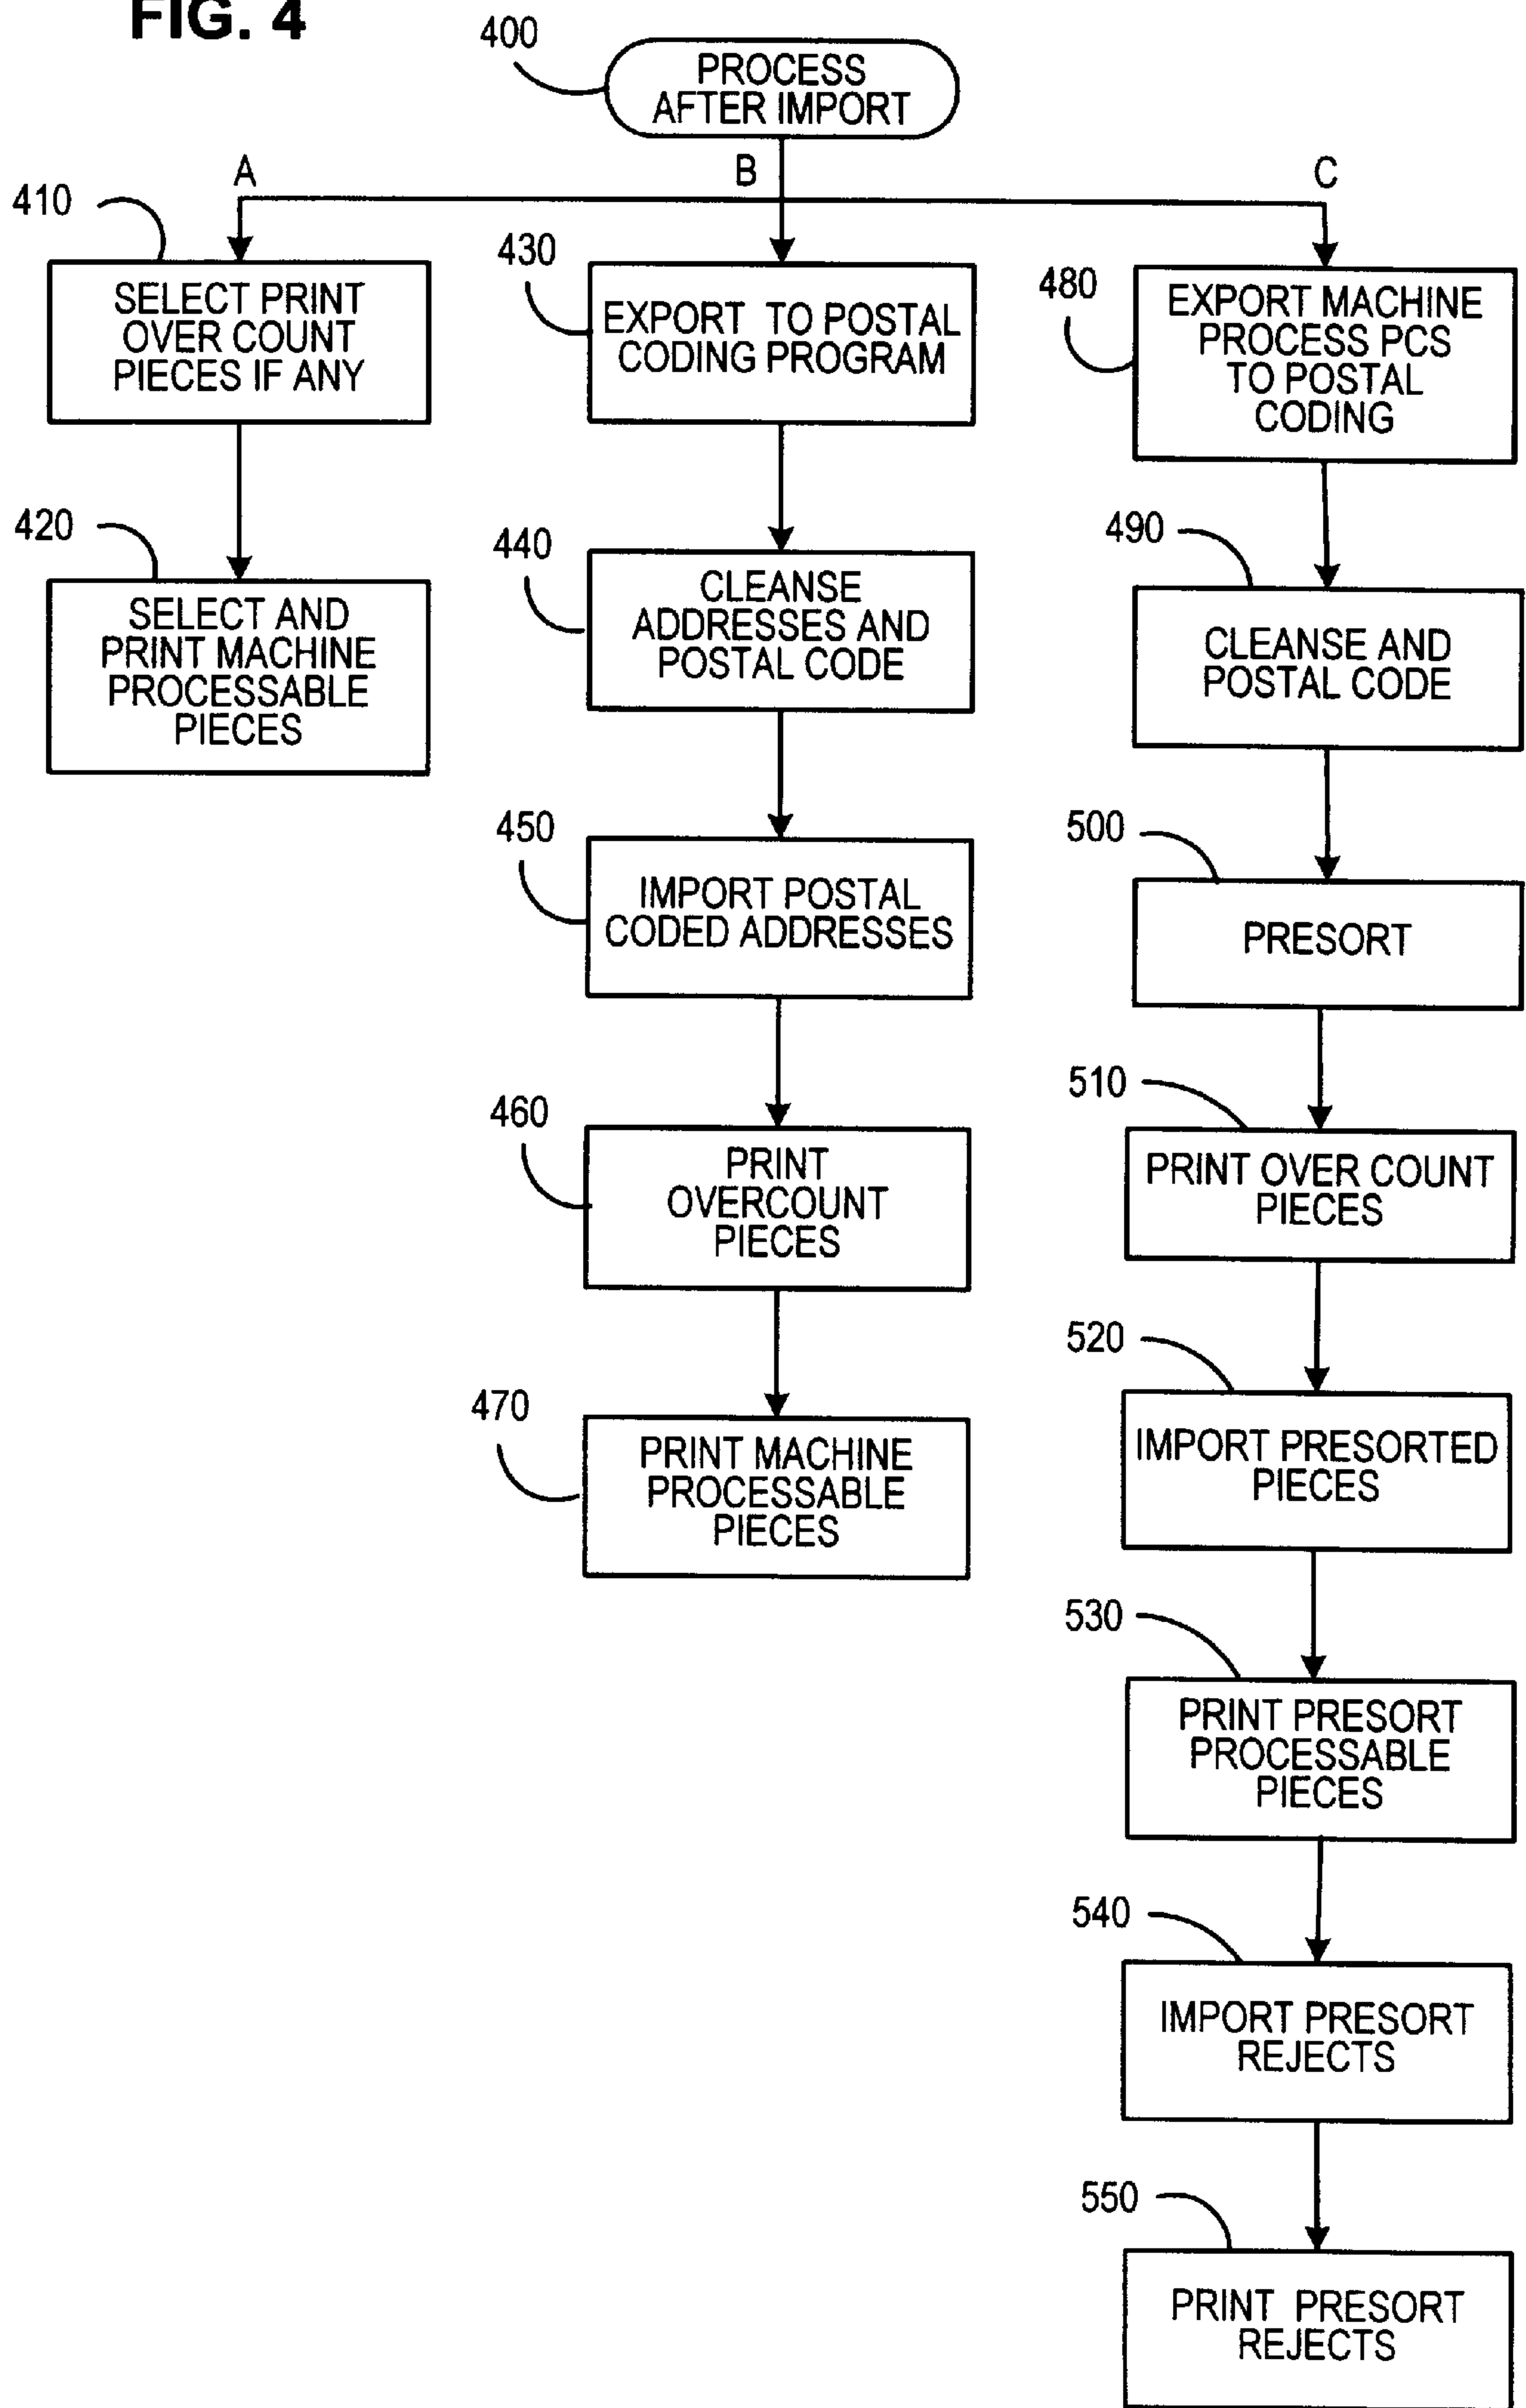 FIG. 4
400
PROCESS
AFTER IMPORT
A
B
C
410
SELECT PRINT
OVER COUNT
PIECES IF ANY
420
SELECT AND
PRINT MACHINE
PROCESSABLE
PIECES
430
EXPORT TO POSTAL
CODING PROGRAM
440
CLEANSE
ADDRESSES AND
POSTAL CODE
450
IMPORT POSTAL
CODED ADDRESSES
460
PRINT
OVERCOUNT
PIECES
470
PRINT MACHINE
PROCESSABLE
PIECES
480
EXPORT MACHINE
PROCESS PCS
TO POSTAL
CODING
490
CLEANSE AND
POSTAL CODE
500
PRESORT
510
PRINT OVER COUNT
PIECES
520
IMPORT PRESORTED
PIECES
530
PRINT PRESORT
PROCESSABLE
PIECES
540
IMPORT PRESORT
REJECTS
550
PRINT PRESORT
REJECTS